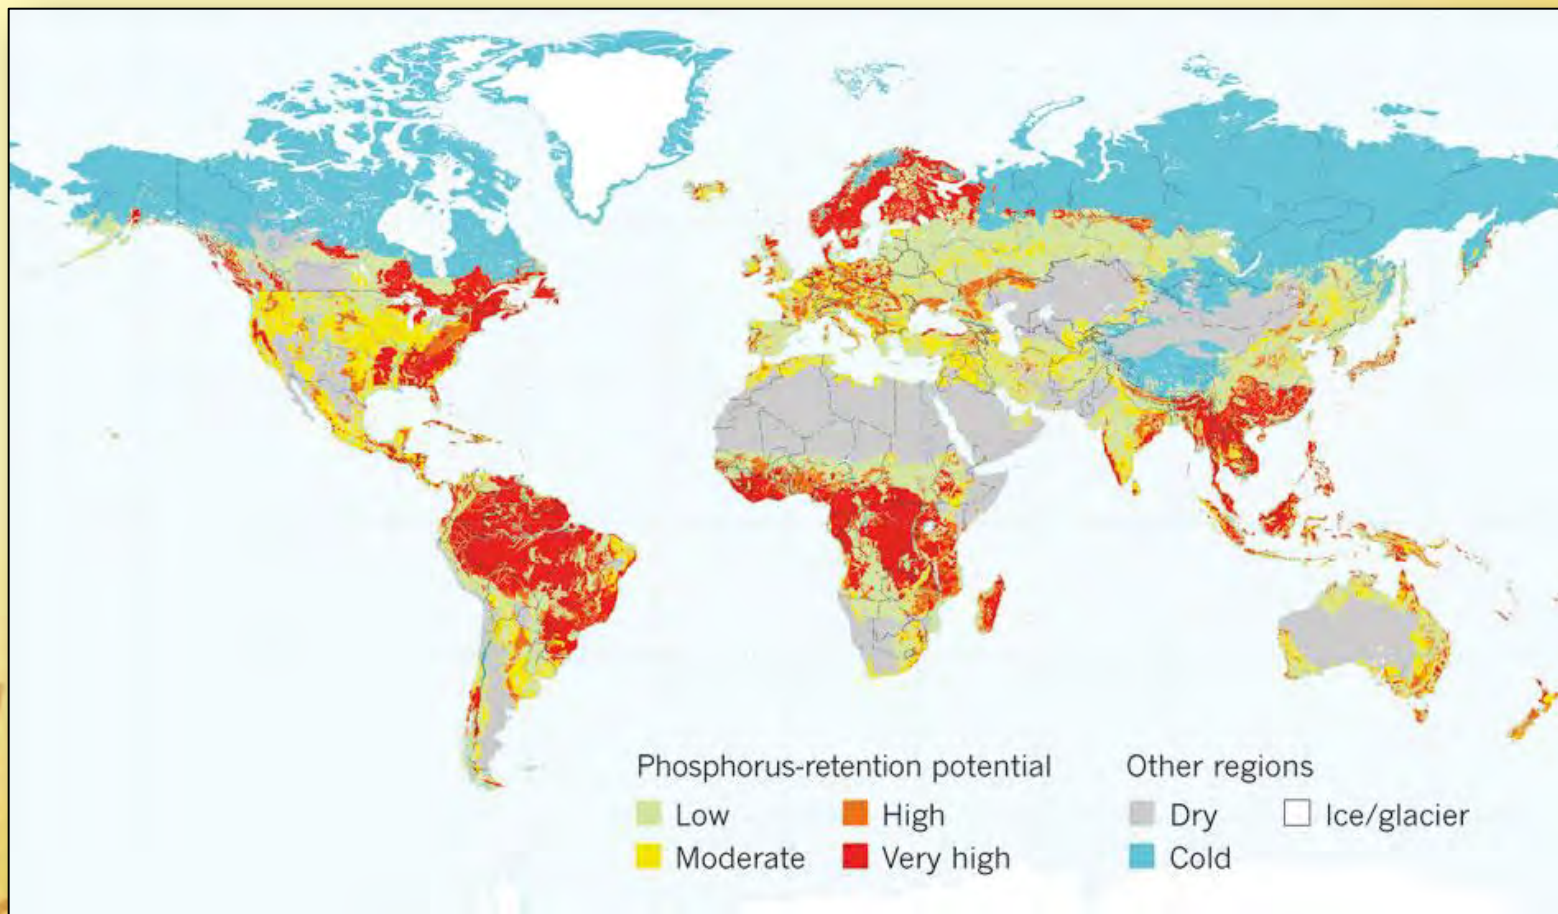 Phosphorus-retention potential
Low
High
Moderate
Very high
Other regions
Dry
Ice/glacier
Cold